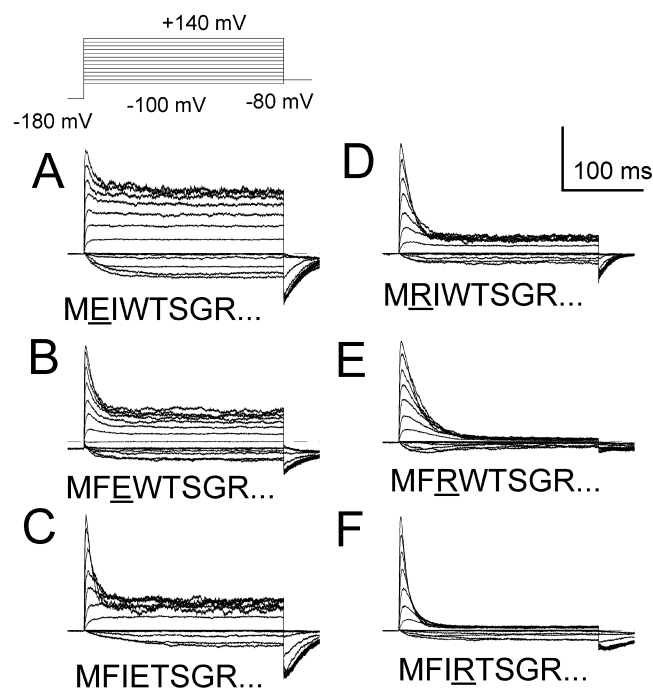 +140 mV
-100 mV
-80 mV
-180 mV
A
MEIWTSGR...
B
MFEWTSGR...
C
MFIETSGR...
100 ms
D
MRIWTSGR...
E
MFRWTSGR...
F
MFIRTSGR...